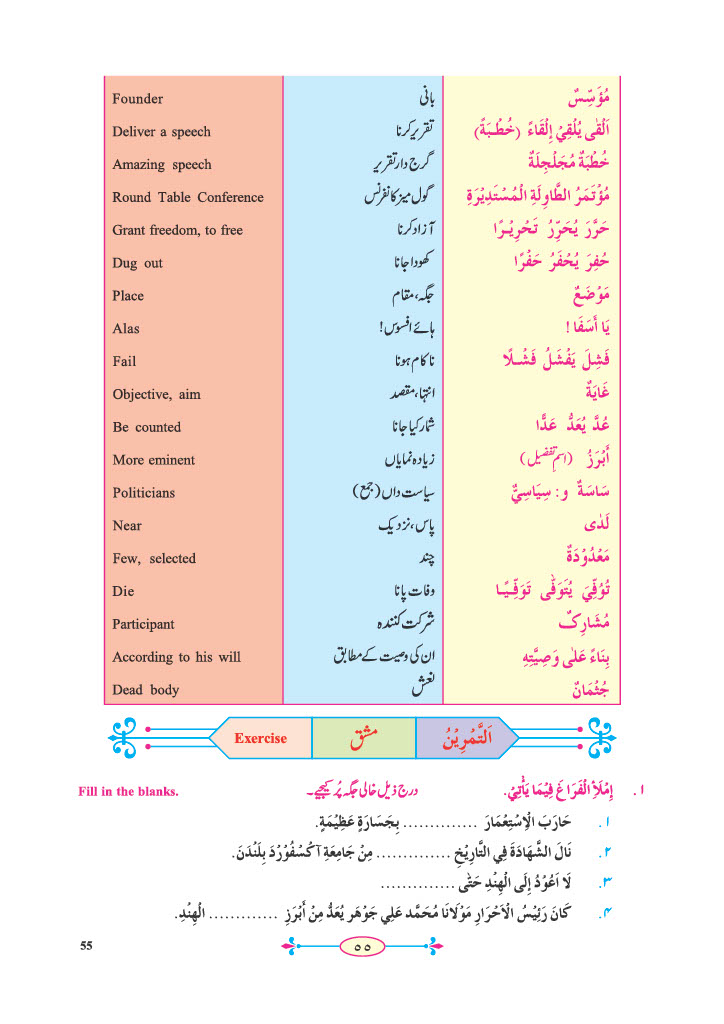 Founder بانی مُؤَسِّسٌ
Deliver a speech تقریر کرنا اَلْقٰی یُلْقِيْ إِلْقَاءً (خُطْبَةً)
Amazing speech گرج دار تقریر خُطْبَةٌ مُجَلْجِلَةٌ
Round Table Conference گول میز کانفرنس مُؤْتَمَرُ الطَّاوِلَةِ الْمُسْتَدِيْرَةِ
Grant freedom, to free آزاد کرنا حَرَّرَ يُحَرِّرُ تَحْرِيْرًا
Dug out کھودا جانا حُفِرَ يُحْفَرُ حَفْرًا
Place جگہ، مقام مَوْضَعٌ
Alas ہائے افسوس! يَا أَسَفَا !
Fail ناکام ہونا فَشِلَ يَفْشَلُ فَشْلًا
Objective, aim انتہا، مقصد غَايَةٌ
Be counted شمار کیا جانا عُدَّ يُعَدُّ عَدًّا
More eminent زیادہ نمایاں أَبْرَزُ (اسم تفضیل)
Politicians سیاست داں (جمع) سَاسَةٌ و: سِيَاسِيٌّ
Near پاس، نزدیک لَدٰى
Few, selected چند مَعْدُوْدَةٌ
Die وفات پانا تُوُفِّيَ يُتَوَفّٰى تَوَفِّيًا
Participant شرکت کنندہ مُشَارِكٌ
According to his will ان کی وصیت کے مطابق بِنَاءً عَلٰى وَصِيَّتِهِ
Dead body نعش جُثْمَانٌ
Exercise مشق اَلتَّمْرِيْنُ
Fill in the blanks. درج ذیل خالی جگہ پُر کیجیے۔ ۱. إِمْلَأِ الْفَرَاغَ فِيْمَا يَأْتِيْ.
۱. حَارَبَ الْاِسْتِعْمَارَ .............. بِجَسَارَةٍ عَظِيْمَةٍ.
۲. نَالَ الشَّهَادَةَ فِي التَّارِيْخِ .............. مِنْ جَامِعَةِ آكْسْفُوْرْدَ بِلَنْدَنَ.
۳. لَا اَعُوْدُ إِلَى الْهِنْدِ حَتّٰى ..............
۴. كَانَ رَئِيْسُ الْاَحْرَارِ مَوْلَانَا مُحَمَّد عَلِي جَوْهَر يُعَدُّ مِنْ أَبْرَزِ ............. الْهِنْدِ.
55 ۵۵